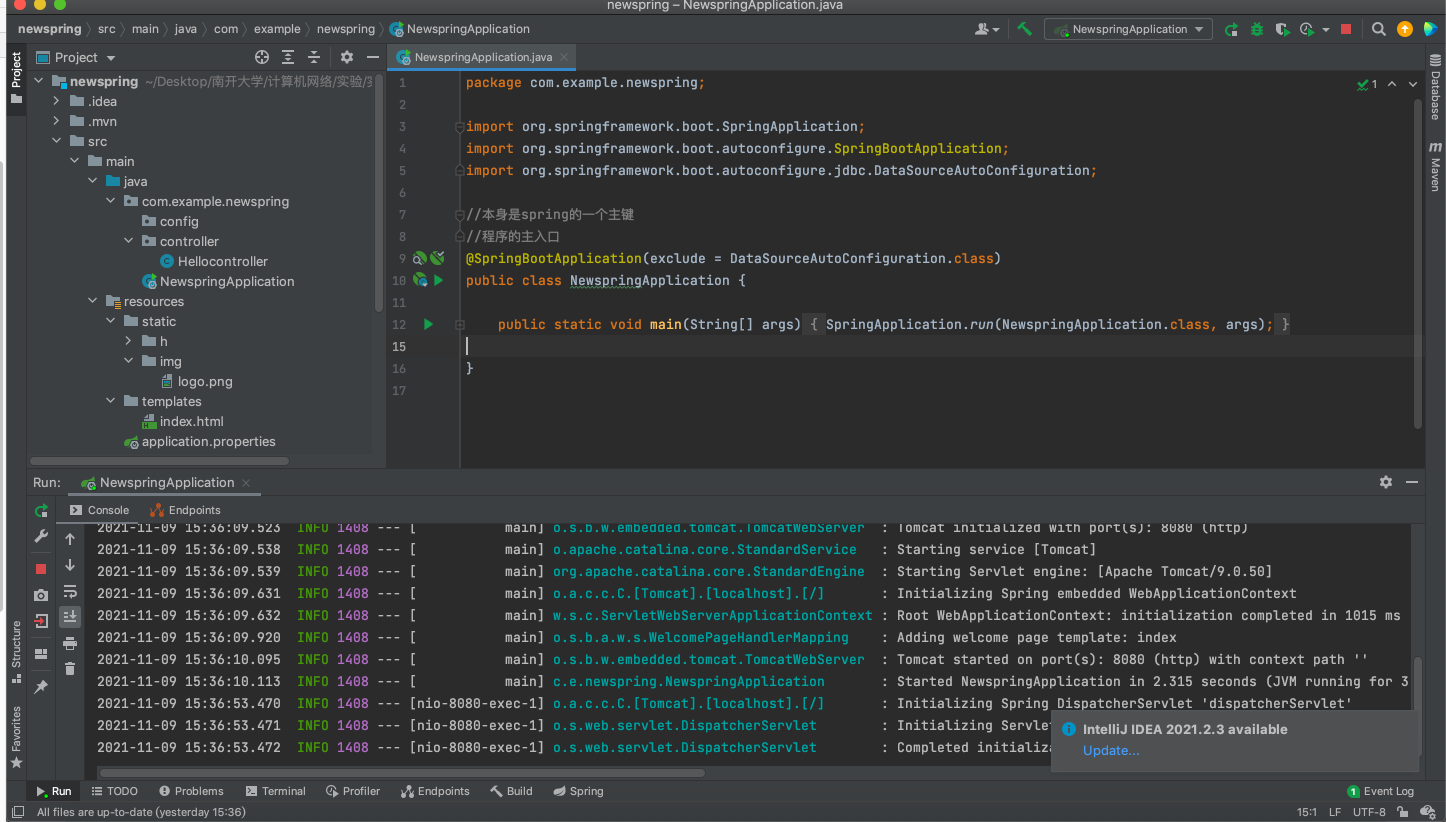 newspring – NewspringApplication.java
newspring src main java com example newspring NewspringApplication
NewspringApplication
Project
Project
NewspringApplication.java
newspring ~/Desktop/南开大学/计算机网络/实验/
.idea
.mvn
src
main
java
com.example.newspring
config
controller
Hellocontroller
NewspringApplication
resources
static
h
img
logo.png
templates
index.html
application.properties
1 package com.example.newspring;
2
3 import org.springframework.boot.SpringApplication;
4 import org.springframework.boot.autoconfigure.SpringBootApplication;
5 import org.springframework.boot.autoconfigure.jdbc.DataSourceAutoConfiguration;
6
7 //本身是spring的一个主键
8 //程序的主入口
9 @SpringBootApplication(exclude = DataSourceAutoConfiguration.class)
10 public class NewspringApplication {
11
12 public static void main(String[] args) { SpringApplication.run(NewspringApplication.class, args); }
15
16 }
17
1
Database
m Maven
Run: NewspringApplication
Console Endpoints
2021-11-09 15:36:09.523 INFO 1408 --- [ main] o.s.b.w.embedded.tomcat.TomcatWebServer : Tomcat initialized with port(s): 8080 (http)
2021-11-09 15:36:09.538 INFO 1408 --- [ main] o.apache.catalina.core.StandardService : Starting service [Tomcat]
2021-11-09 15:36:09.539 INFO 1408 --- [ main] org.apache.catalina.core.StandardEngine : Starting Servlet engine: [Apache Tomcat/9.0.50]
2021-11-09 15:36:09.631 INFO 1408 --- [ main] o.a.c.c.C.[Tomcat].[localhost].[/] : Initializing Spring embedded WebApplicationContext
2021-11-09 15:36:09.632 INFO 1408 --- [ main] w.s.c.ServletWebServerApplicationContext : Root WebApplicationContext: initialization completed in 1015 ms
2021-11-09 15:36:09.920 INFO 1408 --- [ main] o.s.b.a.w.s.WelcomePageHandlerMapping : Adding welcome page template: index
2021-11-09 15:36:10.095 INFO 1408 --- [ main] o.s.b.w.embedded.tomcat.TomcatWebServer : Tomcat started on port(s): 8080 (http) with context path ''
2021-11-09 15:36:10.113 INFO 1408 --- [ main] c.e.newspring.NewspringApplication : Started NewspringApplication in 2.315 seconds (JVM running for 3
2021-11-09 15:36:53.470 INFO 1408 --- [nio-8080-exec-1] o.a.c.c.C.[Tomcat].[localhost].[/] : Initializing Spring DispatcherServlet 'dispatcherServlet'
2021-11-09 15:36:53.471 INFO 1408 --- [nio-8080-exec-1] o.s.web.servlet.DispatcherServlet : Initializing Servle
2021-11-09 15:36:53.472 INFO 1408 --- [nio-8080-exec-1] o.s.web.servlet.DispatcherServlet : Completed initializa
IntelliJ IDEA 2021.2.3 available
Update...
Structure
Favorites
Run TODO Problems Terminal Profiler Endpoints Build Spring
1 Event Log
All files are up-to-date (yesterday 15:36)
15:1 LF UTF-8